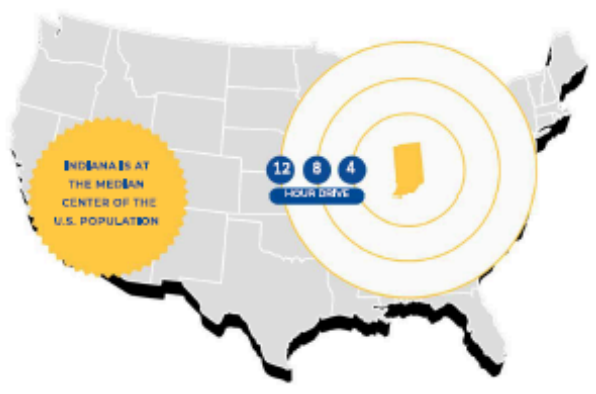 INDIANA IS AT
THE MEDIAN
CENTER OF THE
U.S. POPULATION
12 8 4
HOUR DRIVE